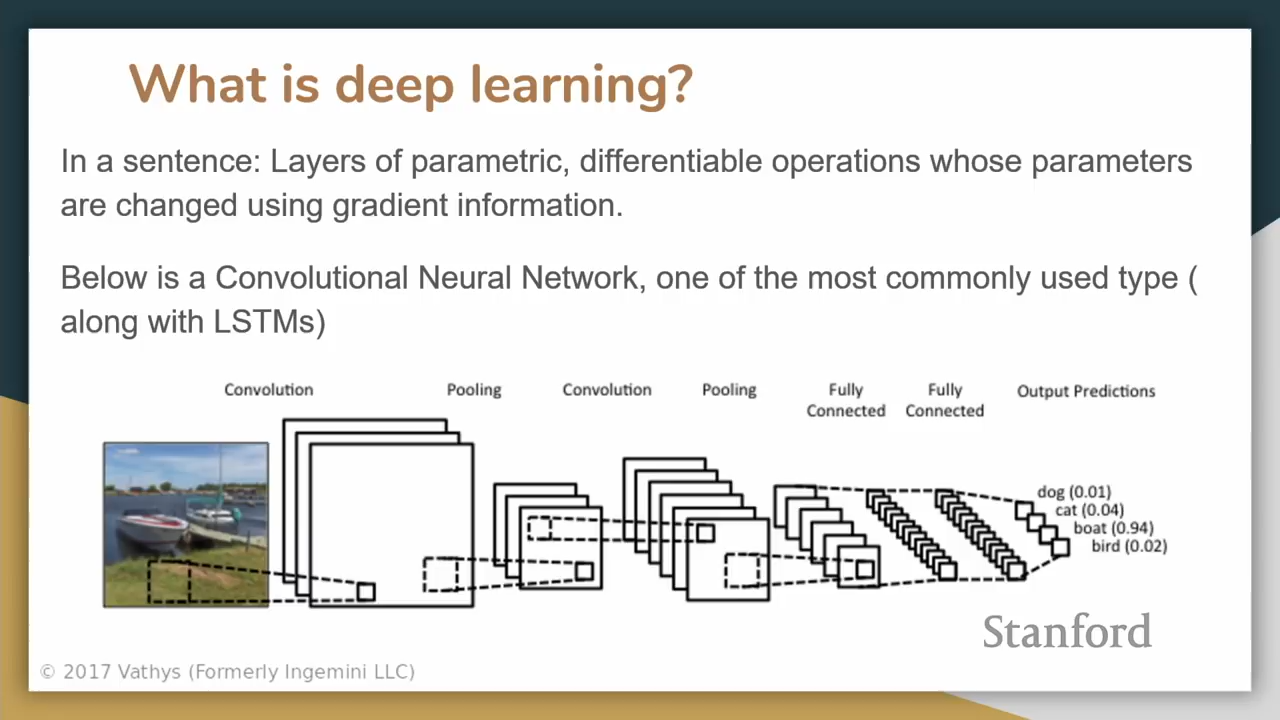 What is deep learning?
In a sentence: Layers of parametric, differentiable operations whose parameters
are changed using gradient information.
Below is a Convolutional Neural Network, one of the most commonly used type (
along with LSTMs)
Convolution
Pooling
Convolution
Pooling
Fully
Connected
Fully
Connected
Output Predictions
dog (0.01)
cat (0.04)
boat (0.94)
bird (0.02)
Stanford
© 2017 Vathys (Formerly Ingemini LLC)